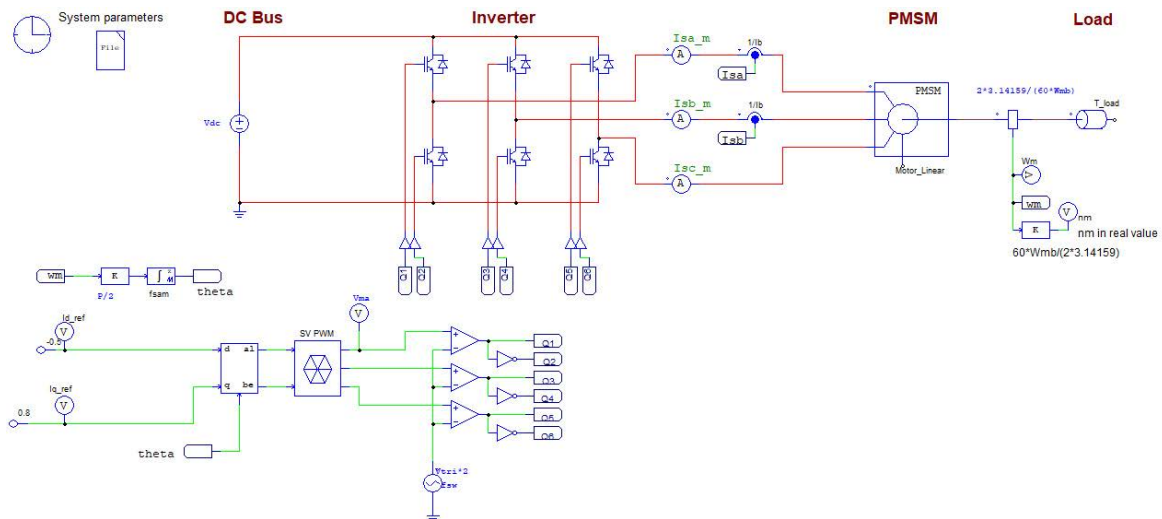 System parameters
File
DC Bus
Inverter
PMSM
Load
Vdc
Isa_m
1/Ib
Isa
A
Isb_m
1/Ib
Isb
A
Isc_m
A
PMSM
Motor_Linear
2*3.14159/(60*Wmb)
T_load
Wm
V
wm
K
V
nm
nm in real value
60*Wmb/(2*3.14159)
Q1
Q2
Q3
Q4
Q5
Q6
wm
K
P/2
fsam
theta
Id_ref
V
-0.5
Iq_ref
V
0.8
d
q
al
be
theta
SV PWM
Vma
V
Q1
Q2
Q3
Q4
Q5
Q6
Vtri*2
Fsw